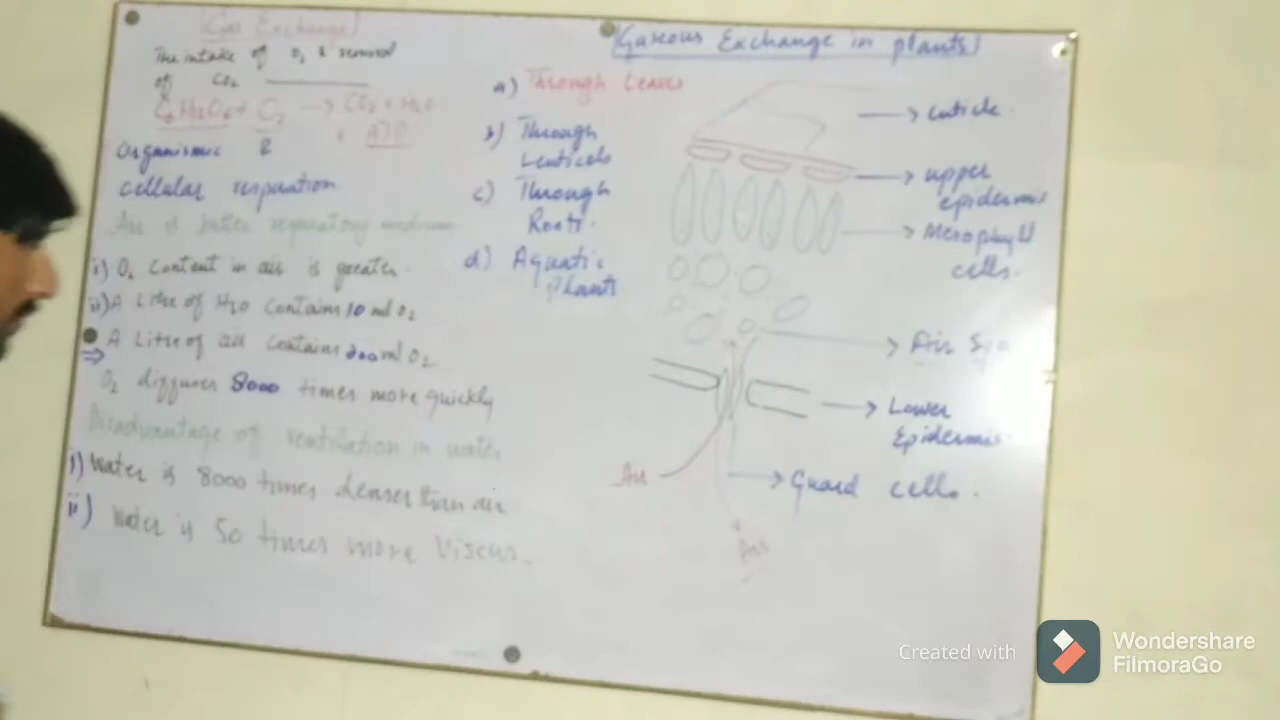 Gas Exchange
The intake of O2 & removal
of CO2
C6H12O6 + O2 → CO2 + H2O
+ ATP
Organismic &
cellular respiration
Air is better respiratory medium
i) O2 Content in air is greater.
ii) A Litre of H2O Contains 10 ml O2
A Litre of air contains 200 ml O2
⇒ O2 diffuses 8000 times more quickly
Disadvantage of ventilation in water
i) Water is 8000 times denser than air
ii) Water is 50 times more Viscus.
Gaseous Exchange in plants
a) Through Leaves
b) Through
Lenticels
c) Through
Roots.
d) Aquatic
Plants
→ cuticle.
→ upper
epidermis
→ Mesophyll
cells.
→ Air
→ Lower
Epidermis.
→ Guard cells.
Air
Air
Created with
Wondershare
FilmoraGo